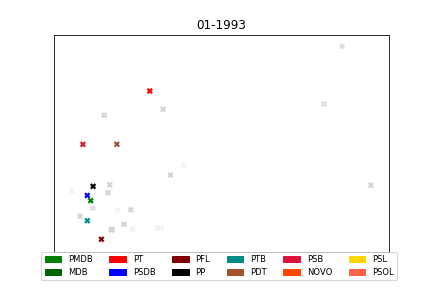 01-1993
PMDB PT PFL PTB PSB PSL
MDB PSDB PP PDT NOVO PSOL